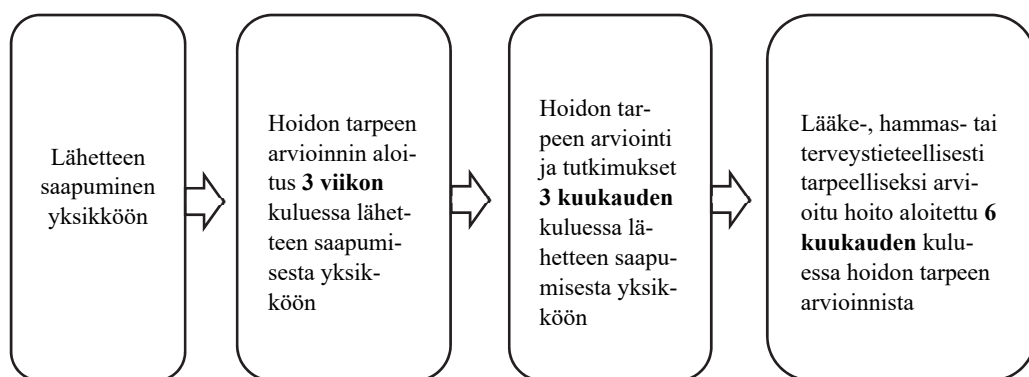 Lähetteen
saapuminen
yksikköön
Hoidon tarpeen
arvioinnin aloi-
tus 3 viikon
kuluessa lähet-
teen saapumi-
sesta yksik-
köön
Hoidon tar-
peen arviointi
ja tutkimukset
3 kuukauden
kuluessa lä-
hetteen saapu-
misesta yksik-
köön
Lääke-, hammas- tai
terveystieteellisesti
tarpeelliseksi arvi-
oitu hoito aloitettu 6
kuukauden kulu-
essa hoidon tarpeen
arvioinnista